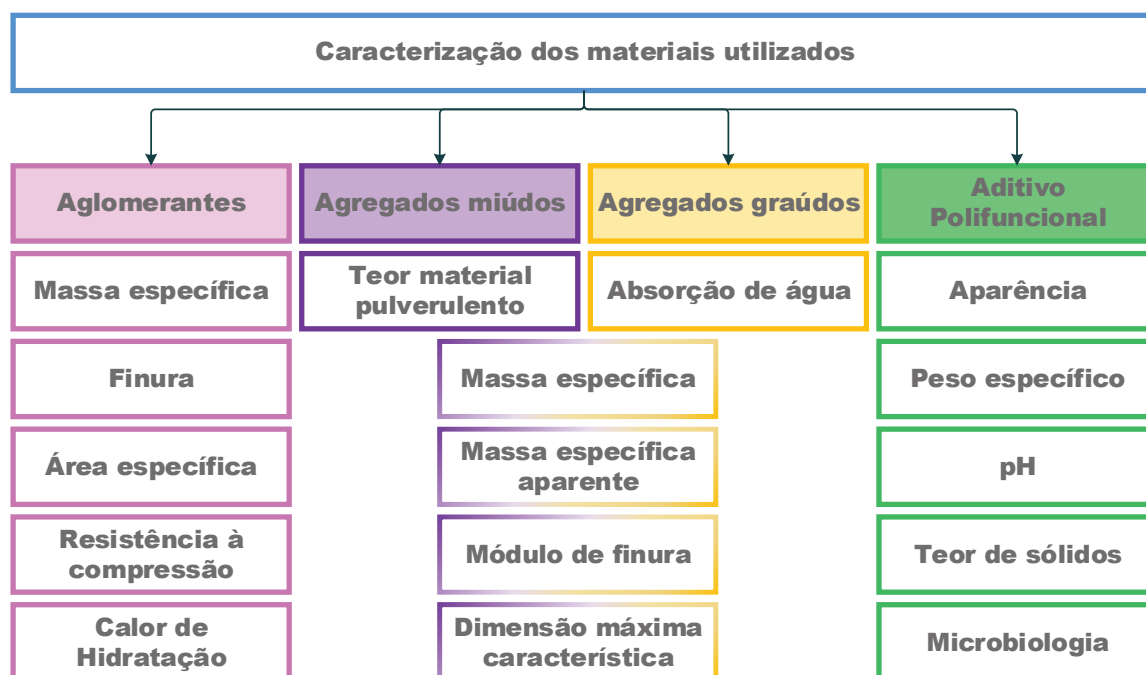 Caracterização dos materiais utilizados
Aglomerantes
Agregados miúdos
Agregados graúdos
Aditivo
Polifuncional
Massa específica
Teor material
pulverulento
Absorção de água
Aparência
Finura
Massa específica
Peso específico
Área específica
Massa específica
aparente
pH
Resistência à
compressão
Módulo de finura
Teor de sólidos
Calor de
Hidratação
Dimensão máxima
característica
Microbiologia